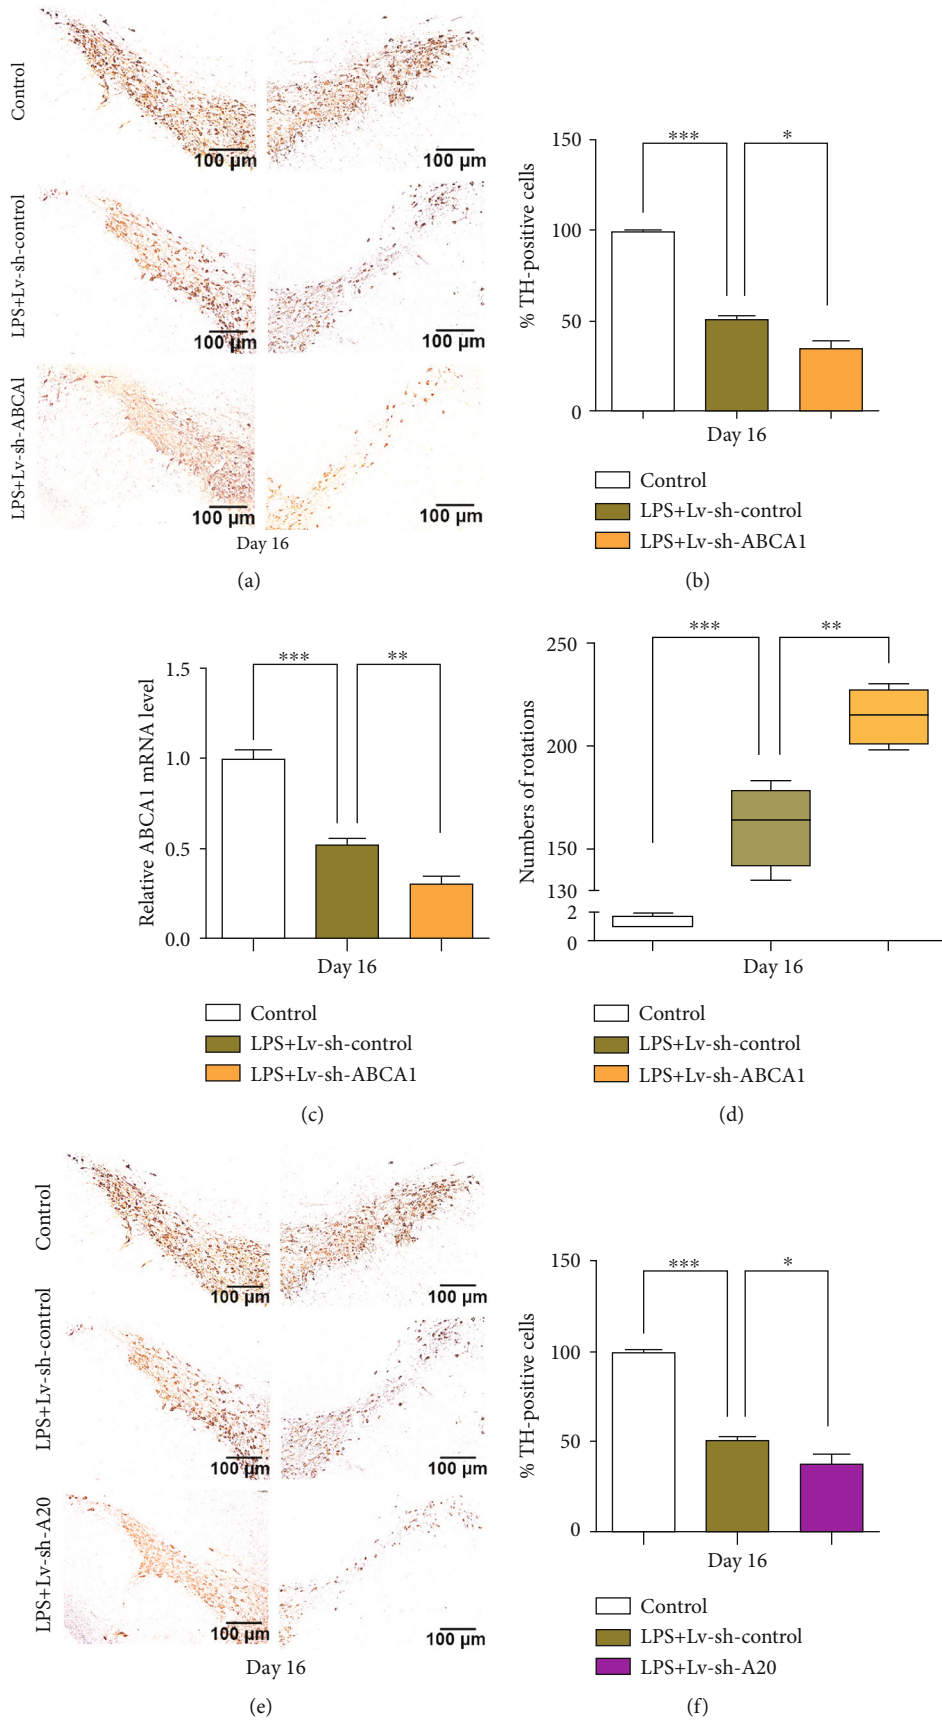 Control
100 µm
100 µm
LPS+Lv-sh-control
100 µm
100 µm
LPS+Lv-sh-ABCAl
100 µm
100 µm
Day 16
(a)
% TH-positive cells
150
100
50
0
***
*
Day 16
Control
LPS+Lv-sh-control
LPS+Lv-sh-ABCA1
(b)
Relative ABCA1 mRNA level
1.5
1.0
0.5
0.0
***
**
Day 16
Control
LPS+Lv-sh-control
LPS+Lv-sh-ABCA1
(c)
Numbers of rotations
250
200
150
130
2
0
***
**
Day 16
Control
LPS+Lv-sh-control
LPS+Lv-sh-ABCA1
(d)
Control
100 µm
100 µm
LPS+Lv-sh-control
100 µm
100 µm
LPS+Lv-sh-A20
100 µm
100 µm
Day 16
(e)
% TH-positive cells
150
100
50
0
***
*
Day 16
Control
LPS+Lv-sh-control
LPS+Lv-sh-A20
(f)